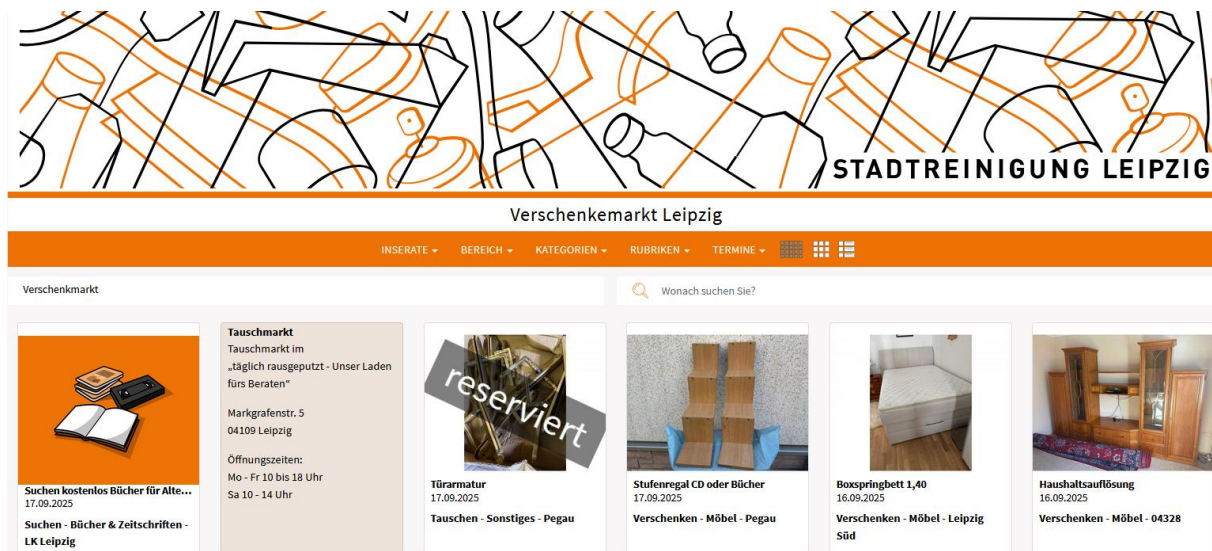 STADTREINIGUNG LEIPZIG
Verschenkemarkt Leipzig
INSERATE
BEREICH
KATEGORIEN
RUBRIKEN
TERMINE
Verschenkmarkt
Wonach suchen Sie?
Suchen kostenlos Bücher für Alte...
17.09.2025
Suchen - Bücher & Zeitschriften -
LK Leipzig
Tauschmarkt
Tauschmarkt im
„täglich rausgeputzt - Unser Laden
fürs Beraten“
Markgrafenstr. 5
04109 Leipzig
Öffnungszeiten:
Mo - Fr 10 bis 18 Uhr
Sa 10 - 14 Uhr
reserviert
Türarmatur
17.09.2025
Tauschen - Sonstiges - Pegau
Stufenregal CD oder Bücher
17.09.2025
Verschenken - Möbel - Pegau
Boxspringbett 1,40
16.09.2025
Verschenken - Möbel - Leipzig
Süd
Haushaltsauflösung
16.09.2025
Verschenken - Möbel - 04328